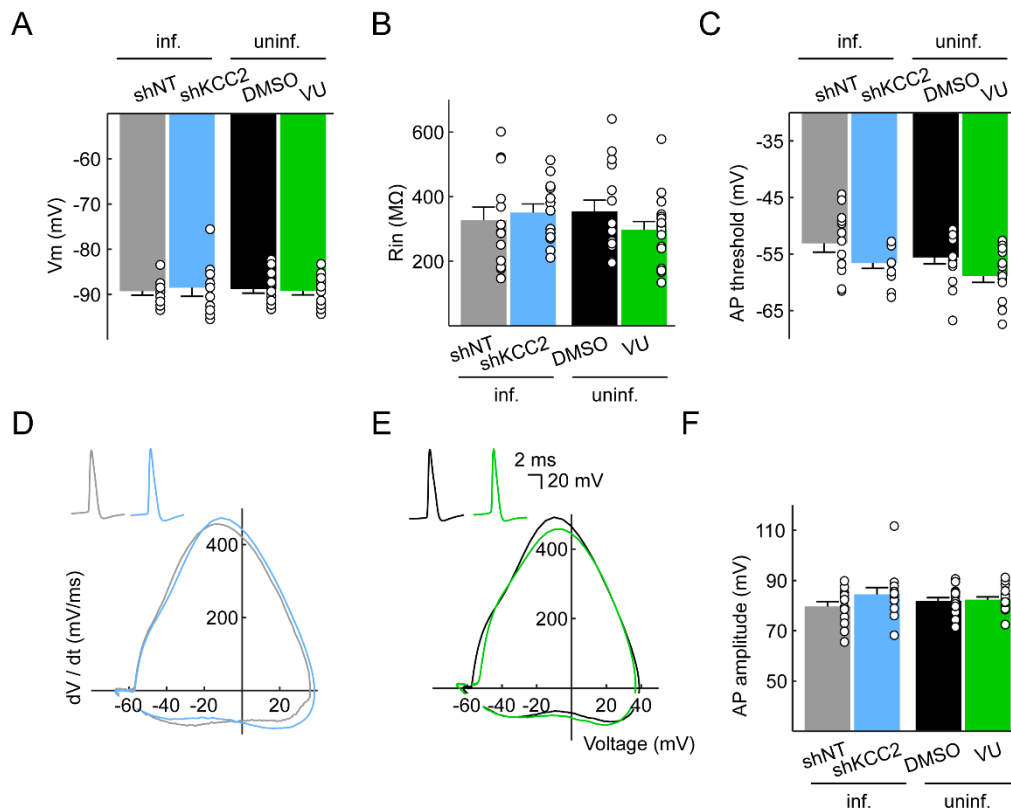 A
inf.
uninf.
shNT
shKCC2
DMSO
VU
-60
-70
-80
-90
Vm (mV)
B
600
400
200
Rin (MΩ)
shNT
shKCC2
DMSO
VU
inf.
uninf.
C
inf.
uninf.
shNT
shKCC2
DMSO
VU
-35
-45
-55
-65
AP threshold (mV)
D
400
200
-60
-40
-20
20
dV / dt (mV/ms)
E
2 ms
20 mV
400
200
-60
-40
-20
20
40
Voltage (mV)
F
110
90
70
50
AP amplitude (mV)
shNT
shKCC2
DMSO
VU
inf.
uninf.